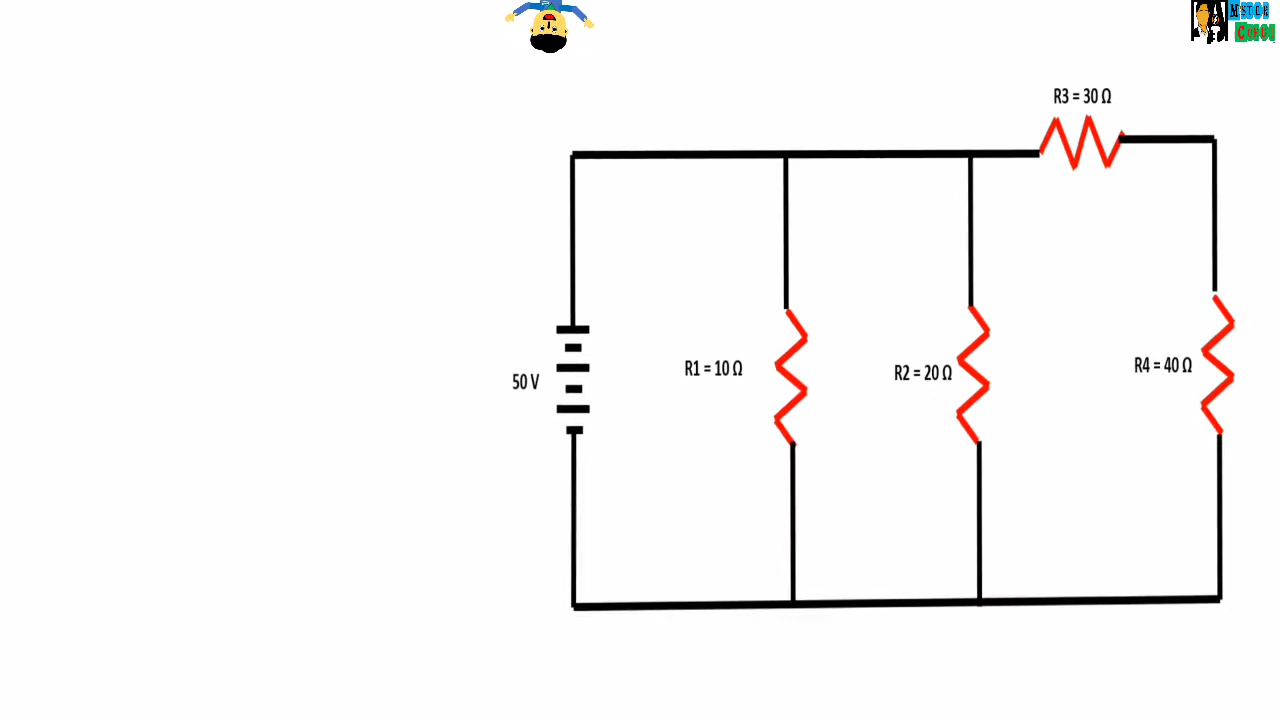 R3 = 30 Ω
R1 = 10 Ω
R2 = 20 Ω
R4 = 40 Ω
50 V